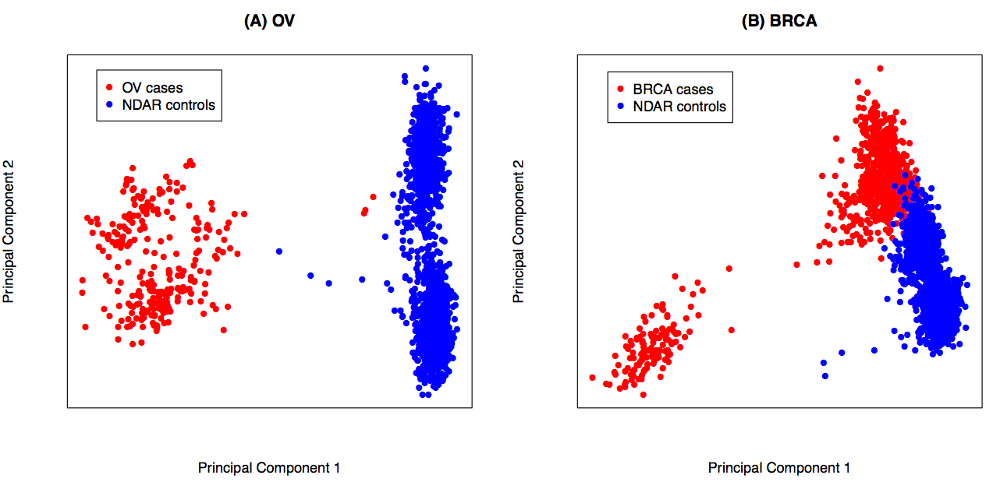 (A) OV
OV cases
NDAR controls
Principal Component 2
Principal Component 1
(B) BRCA
BRCA cases
NDAR controls
Principal Component 2
Principal Component 1